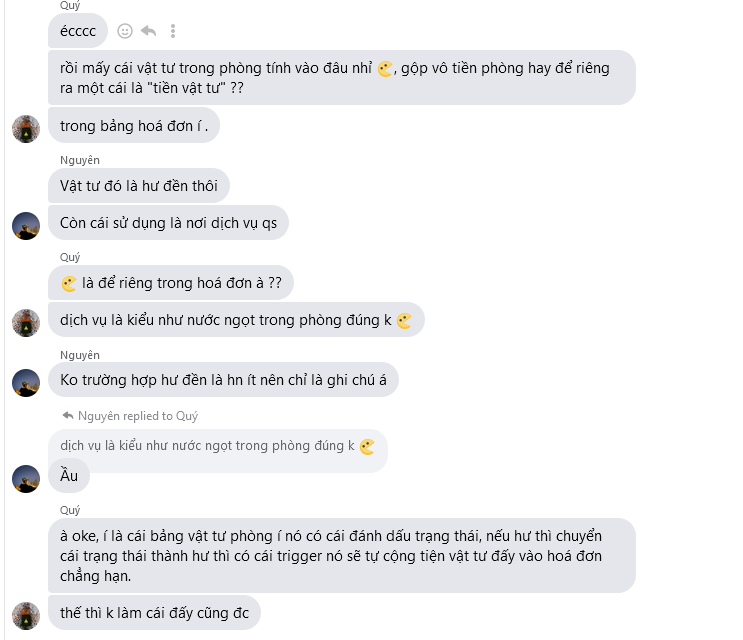 Quý
écccc
rồi mấy cái vật tư trong phòng tính vào đâu nhỉ , gộp vô tiền phòng hay để riêng
ra một cái là "tiền vật tư" ??
trong bảng hoá đơn í .
Nguyên
Vật tư đó là hư đền thôi
Còn cái sử dụng là nơi dịch vụ qs
Quý
là để riêng trong hoá đơn à ??
dịch vụ là kiểu như nước ngọt trong phòng đúng k
Nguyên
Ko trường hợp hư đền là hn ít nên chỉ là ghi chú á
Nguyên replied to Quý
dịch vụ là kiểu như nước ngọt trong phòng đúng k
Ầu
Quý
à oke, í là cái bảng vật tư phòng í nó có cái đánh dấu trạng thái, nếu hư thì chuyển
cái trạng thái thành hư thì có cái trigger nó sẽ tự cộng tiện vật tư đấy vào hoá đơn
chẳng hạn.
thế thì k làm cái đấy cũng đc